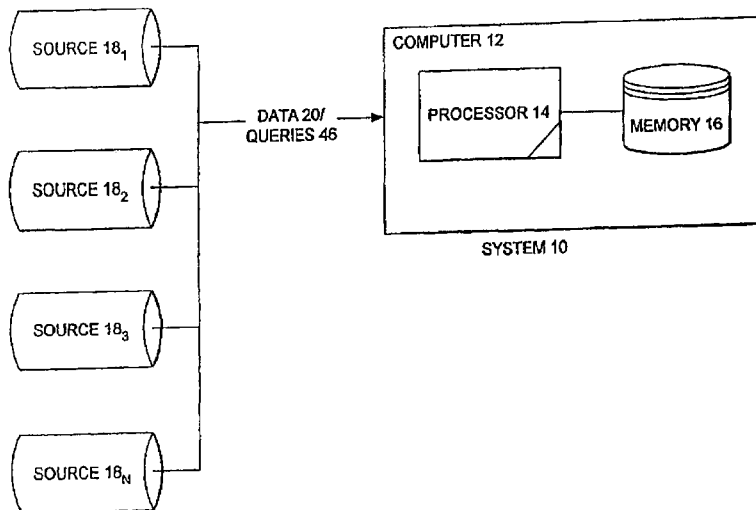 SOURCE 18₁
SOURCE 18₂
SOURCE 18₃
SOURCE 18N
DATA 20/
QUERIES 46
COMPUTER 12
PROCESSOR 14
MEMORY 16
SYSTEM 10